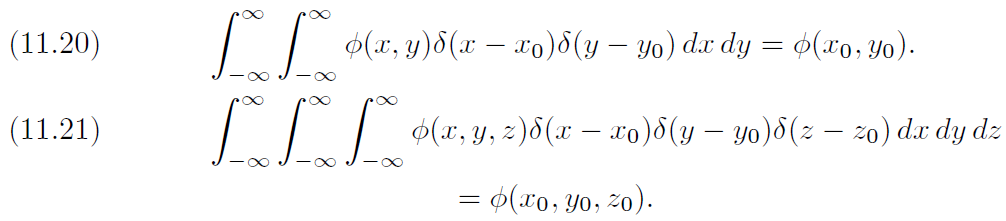 (11.20) ∫_{-∞}^{∞} ∫_{-∞}^{∞} ϕ(x, y)δ(x − x₀)δ(y − y₀) dx dy = ϕ(x₀, y₀).
(11.21) ∫_{-∞}^{∞} ∫_{-∞}^{∞} ∫_{-∞}^{∞} ϕ(x, y, z)δ(x − x₀)δ(y − y₀)δ(z − z₀) dx dy dz
= ϕ(x₀, y₀, z₀).